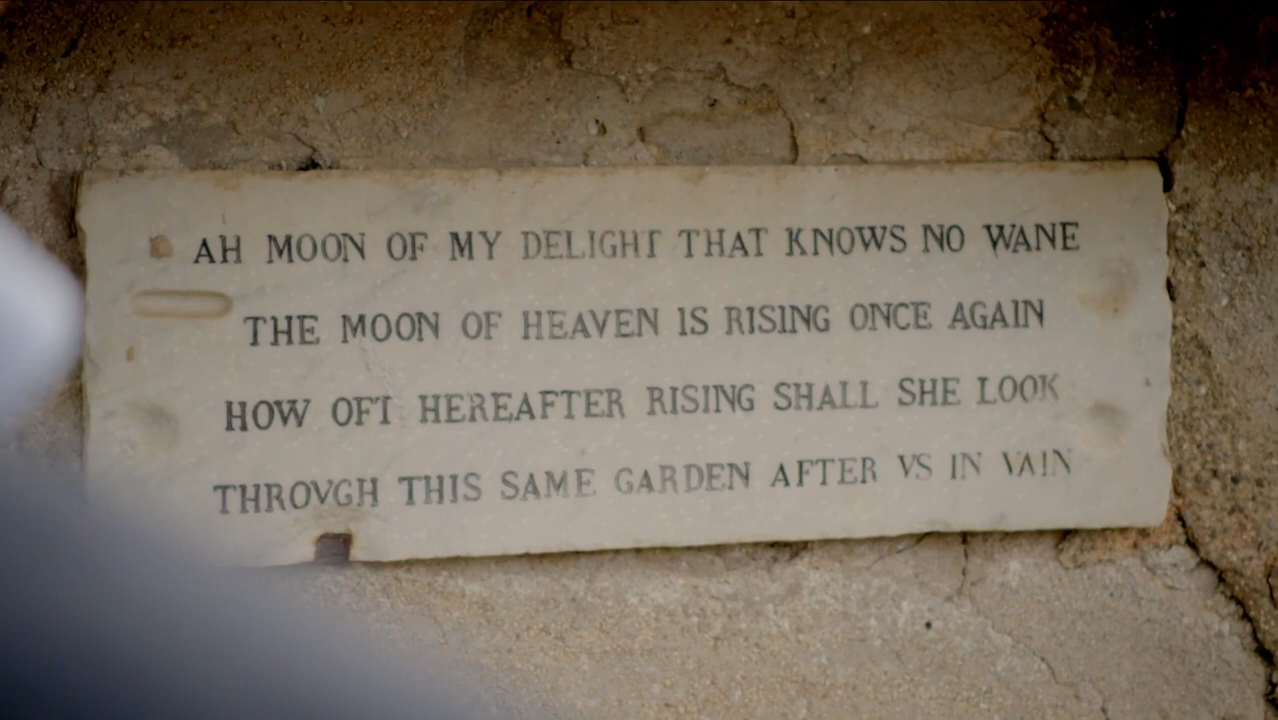 AH MOON OF MY DELIGHT THAT KNOWS NO WANE
THE MOON OF HEAVEN IS RISING ONCE AGAIN
HOW OFT HEREAFTER RISING SHALL SHE LOOK
THROVGH THIS SAME GARDEN AFTER VS IN VAIN